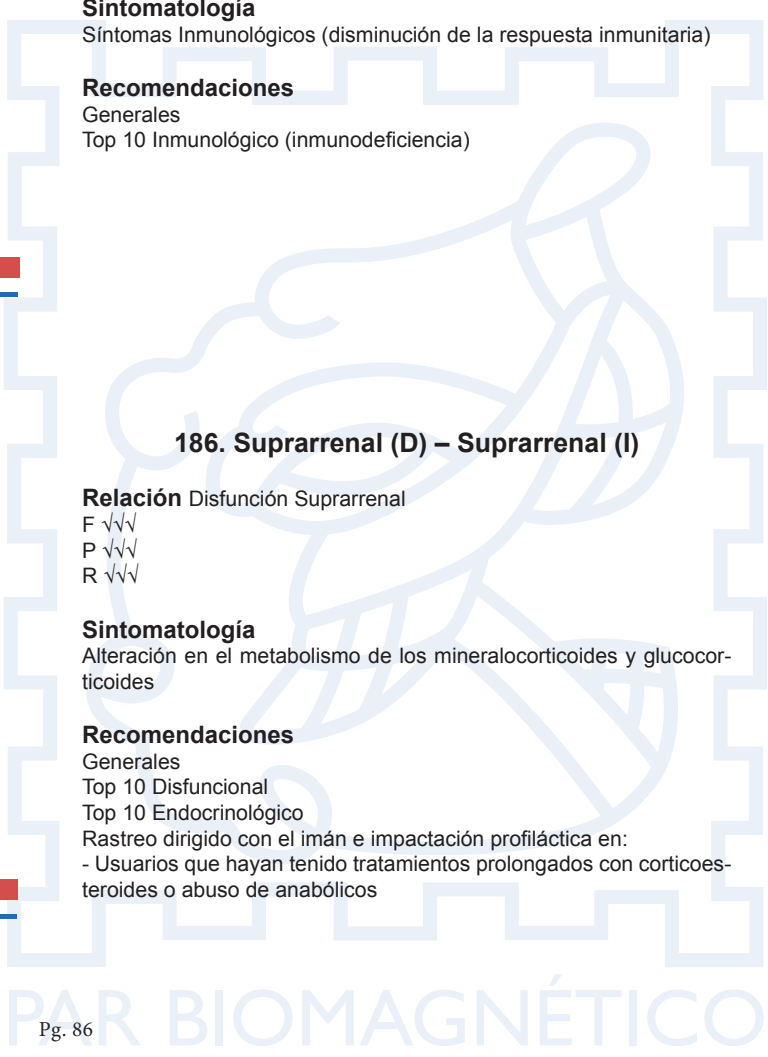 Sintomatología
Síntomas Inmunológicos (disminución de la respuesta inmunitaria)
Recomendaciones
Generales
Top 10 Inmunológico (inmunodeficiencia)
186. Suprarrenal (D) – Suprarrenal (I)
Relación Disfunción Suprarrenal
F √√√
P √√√
R √√√
Sintomatología
Alteración en el metabolismo de los mineralocorticoides y glucocor-
ticoides
Recomendaciones
Generales
Top 10 Disfuncional
Top 10 Endocrinológico
Rastreo dirigido con el imán e impactación profiláctica en:
- Usuarios que hayan tenido tratamientos prolongados con corticoes-
teroides o abuso de anabólicos
PAR BIOMAGNÉTICO
Pg. 86